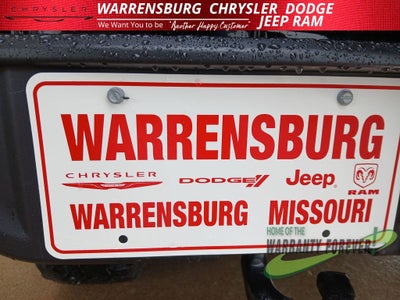 CHRYSLER WARRENSBURG CHRYSLER DODGE JEEP RAM
We Want You to be "Another Happy Customer"
WARRENSBURG
CHRYSLER DODGE Jeep RAM
WARRENSBURG MISSOURI
HOME OF THE
WARRANTY FOREVER!